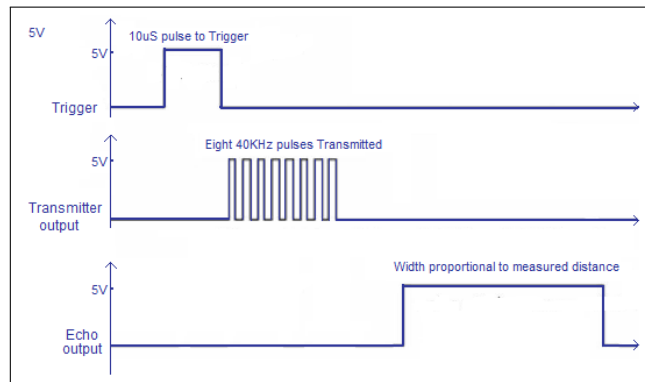 5V
10uS pulse to Trigger
5V
Trigger
Eight 40KHz pulses Transmitted
5V
Transmitter
output
Width proportional to measured distance
5V
Echo
output